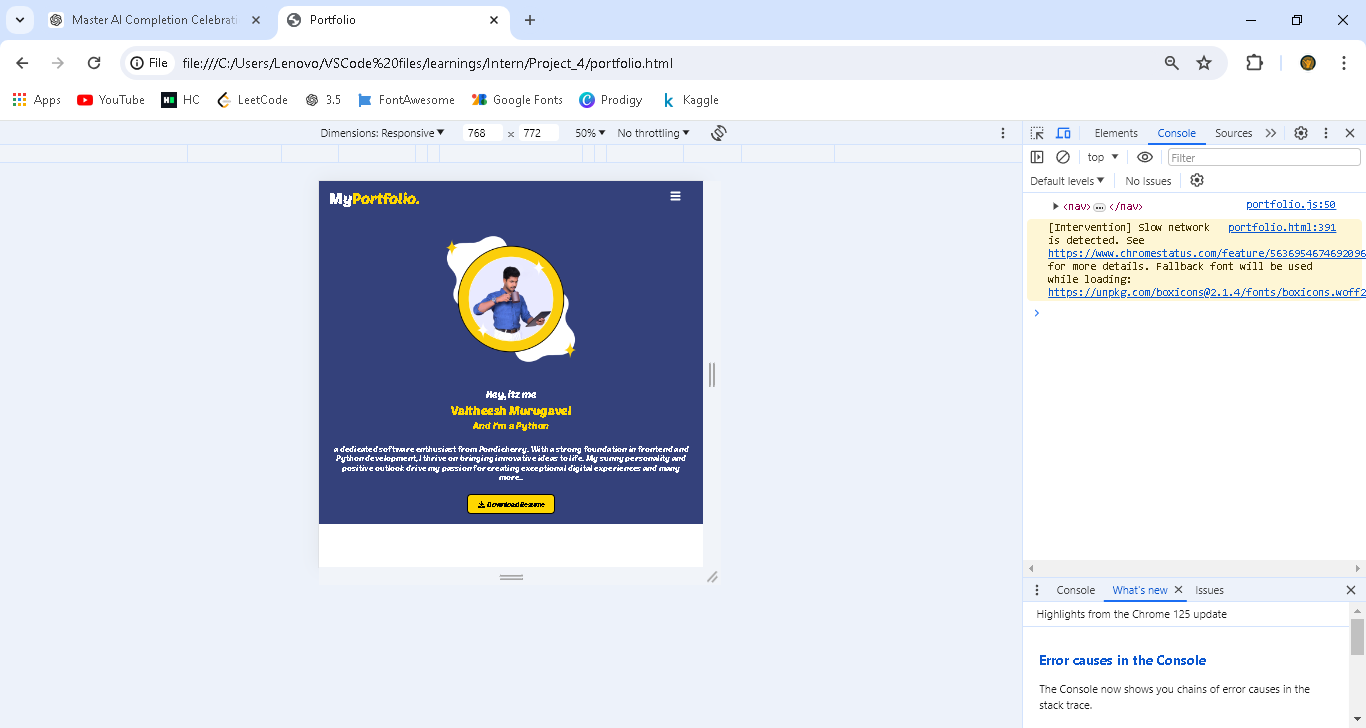 Master AI Completion Celebrati
Portfolio
File
file:///C:/Users/Lenovo/VSCode%20files/learnings/Intern/Project_4/portfolio.html
Apps YouTube HC LeetCode 3.5 FontAwesome Google Fonts Prodigy Kaggle
Dimensions: Responsive 768 x 772 50% No throttling
Elements Console Sources
top Filter
Default levels No Issues
<nav> … </nav> portfolio.js:50
[Intervention] Slow network portfolio.html:391
is detected. See
https://www.chromestatus.com/feature/5636954674692096
for more details. Fallback font will be used
while loading:
https://unpkg.com/boxicons@2.1.4/fonts/boxicons.woff2
MyPortfolio.
Hey, itz me
Vaitheesh Murugavel
And I'm a Python
a dedicated software enthusiast from Pondicherry. With a strong foundation in frontend and
Python development, I thrive on bringing innovative ideas to life. My sunny personality and
positive outlook drive my passion for creating exceptional digital experiences and many
more..
Download Resume
Console What's new Issues
Highlights from the Chrome 125 update
Error causes in the Console
The Console now shows you chains of error causes in the
stack trace.